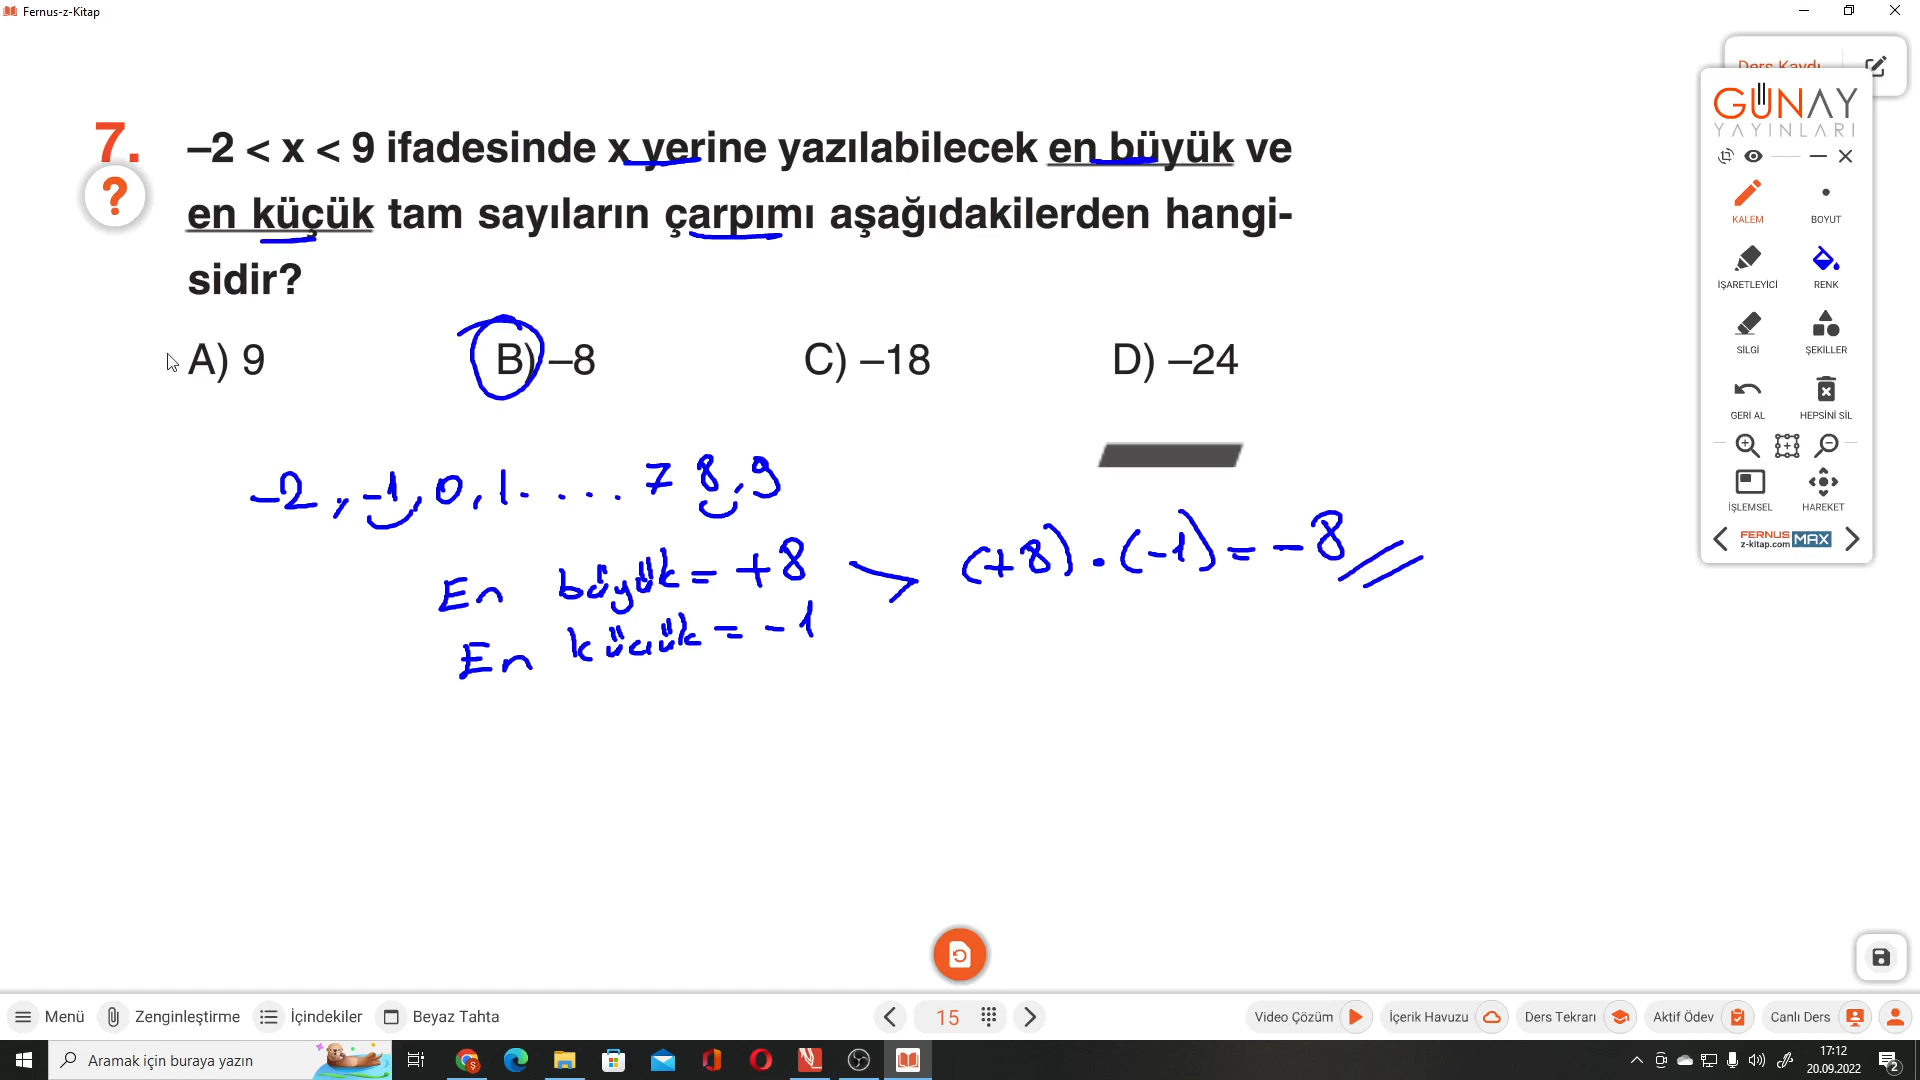 Fernus-z-Kitap
Ders Kaydı
GÜNAY
YAYINLARI
7. –2 < x < 9 ifadesinde x yerine yazılabilecek en büyük ve
? en küçük tam sayıların çarpımı aşağıdakilerden hangi-
sidir?
A) 9 B) –8 C) –18 D) –24
-2, -1, 0, 1 . . . . 7 8, 9
En büyük = +8
(+8) . (-1) = -8
En küçük = -1
KALEM BOYUT
İŞARETLEYİCİ RENK
SİLGİ ŞEKİLLER
GERİ AL HEPSİNİ SİL
İŞLEMSEL HAREKET
FERNUS
z-kitap.com MAX
Menü Zenginleştirme İçindekiler Beyaz Tahta 15 Video Çözüm İçerik Havuzu Ders Tekrarı Aktif Ödev Canlı Ders
Aramak için buraya yazın
17:12
20.09.2022
2